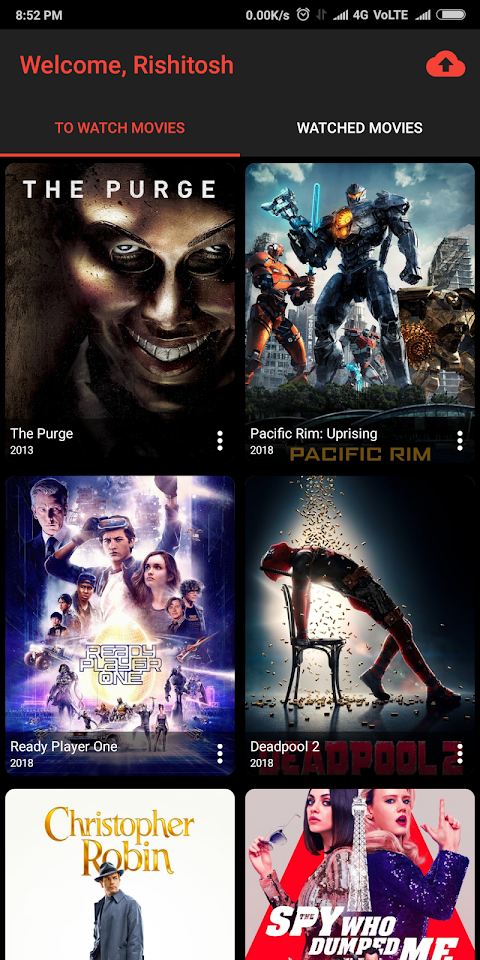 8:52 PM
0.00K/s
4G VoLTE
Welcome, Rishitosh
TO WATCH MOVIES
WATCHED MOVIES
THE PURGE
The Purge
2013
Pacific Rim: Uprising
2018
PACIFIC RIM
READY
PLAYER
ONE
Ready Player One
2018
Deadpool 2
2018
DEADPOOL 2
Christopher
Robin
THE SPY WHO
DUMPED ME